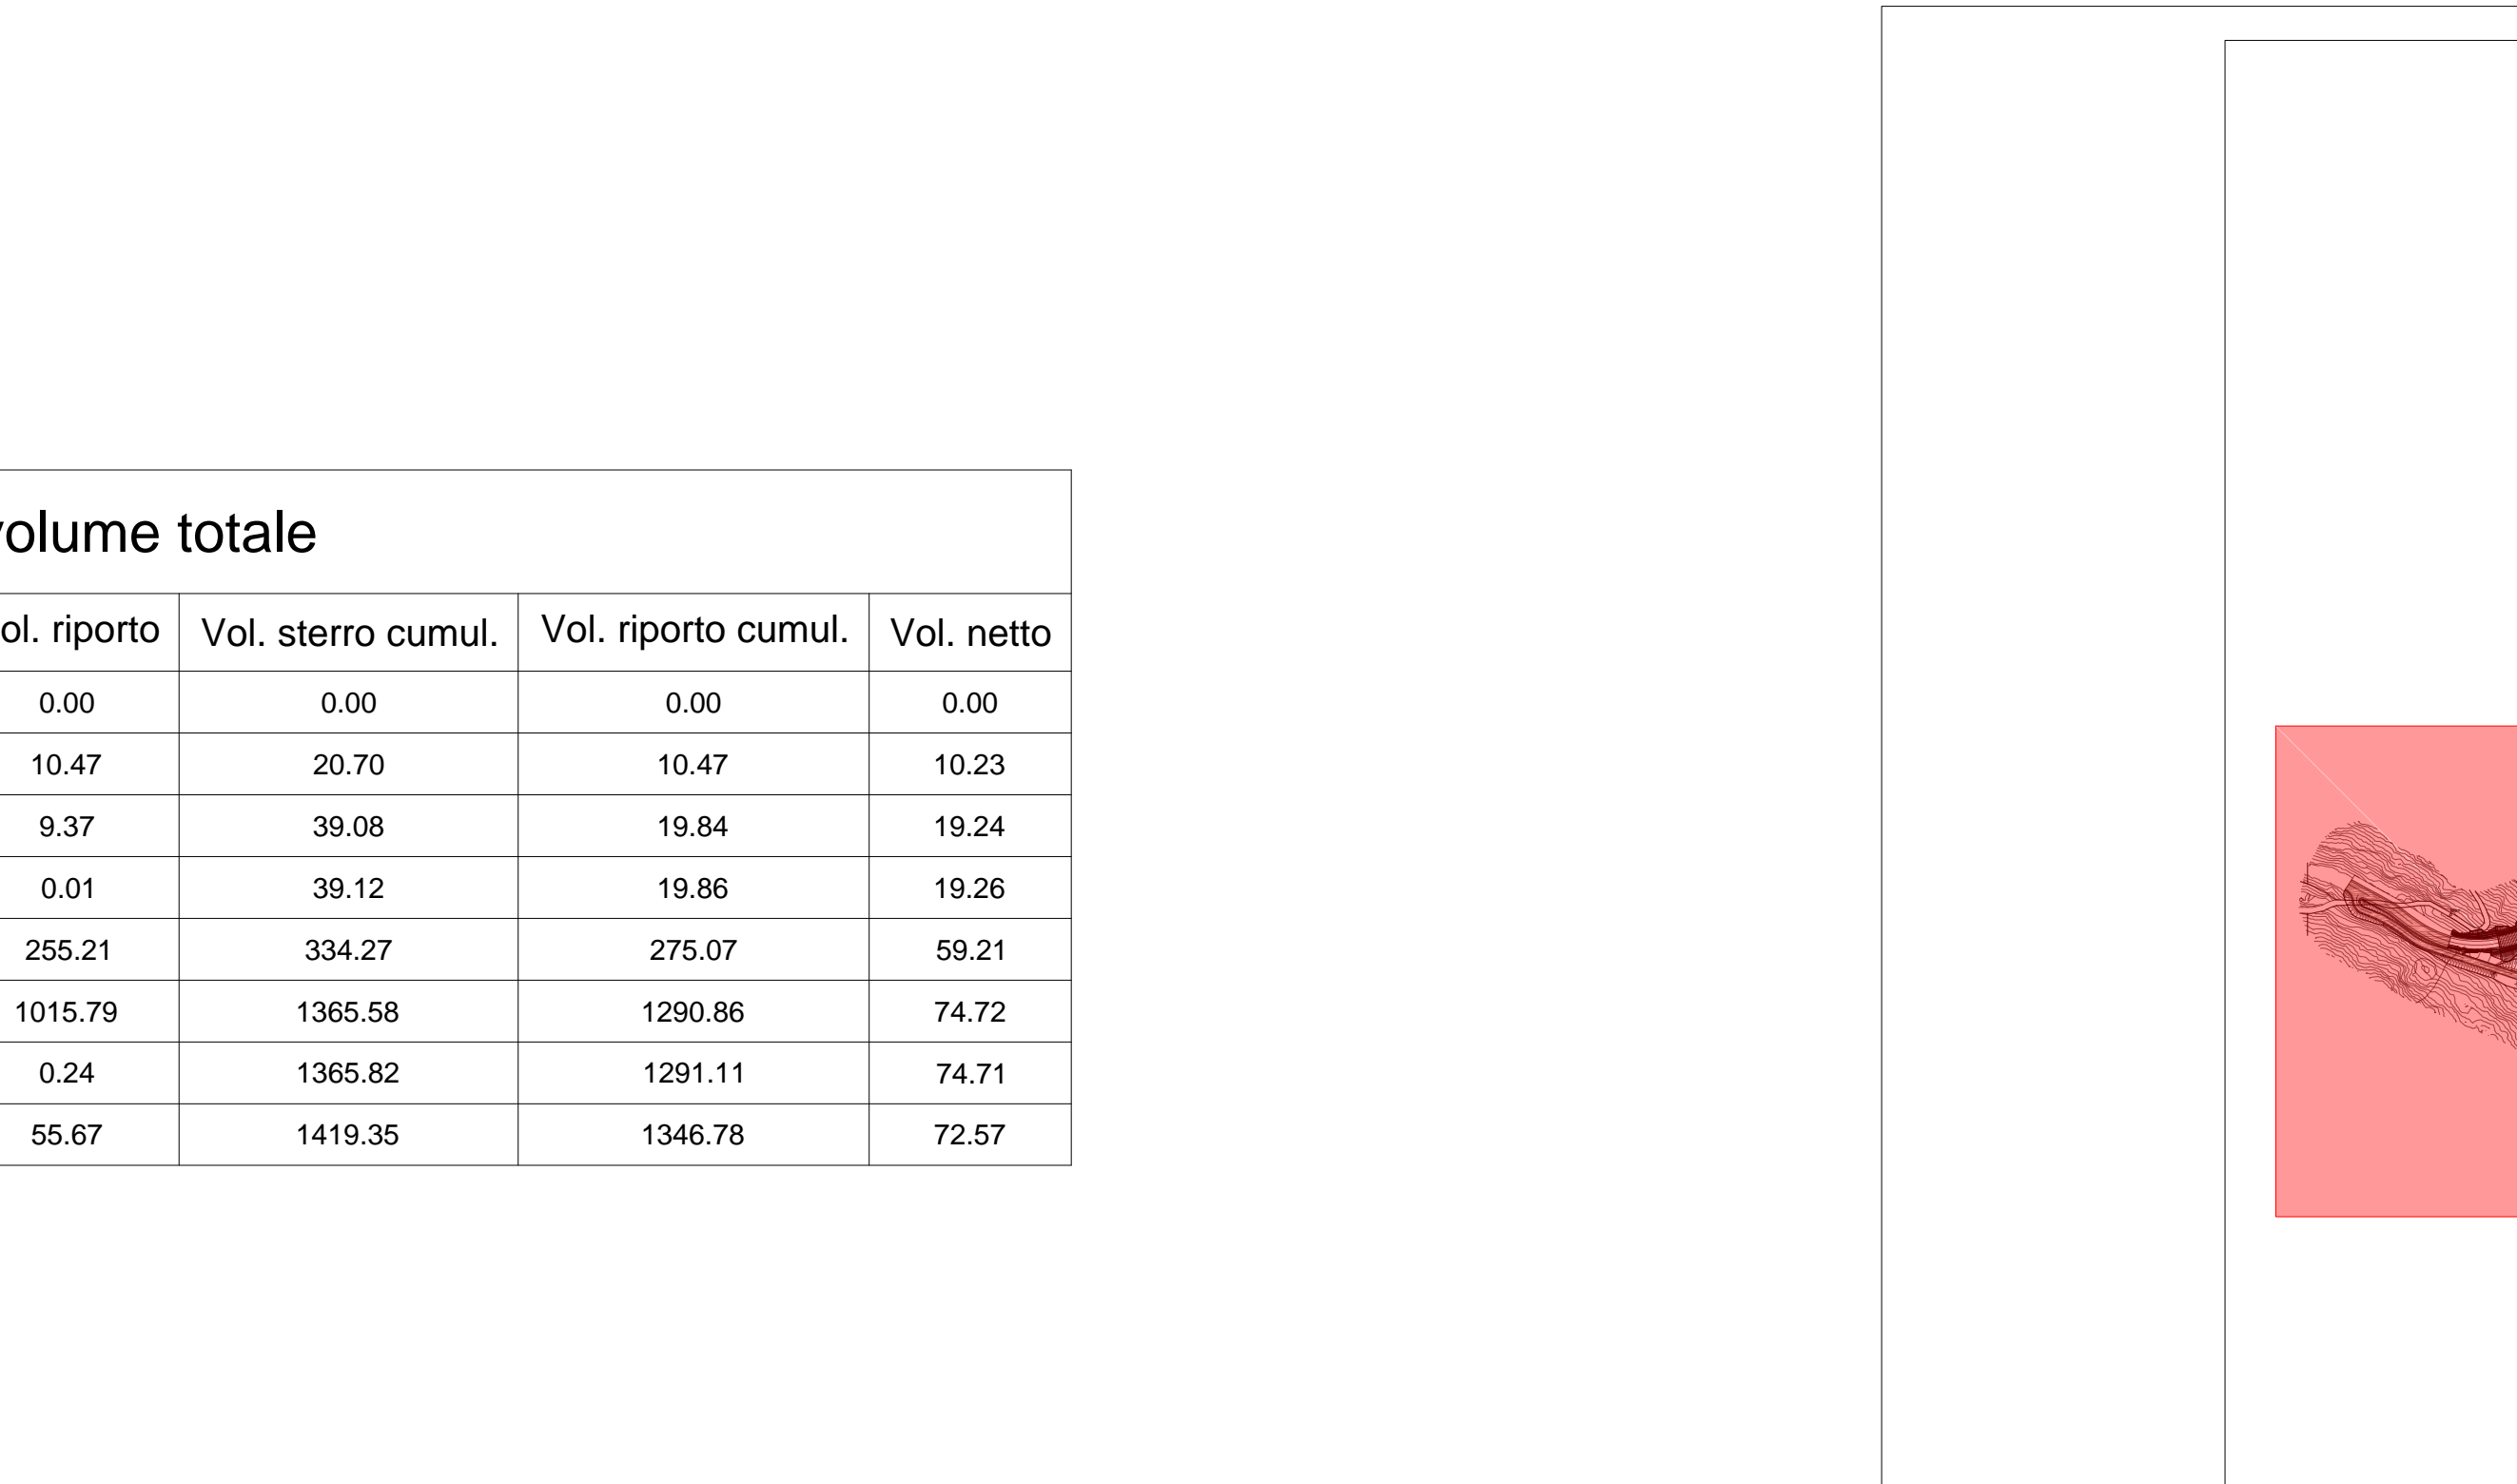 totale
riporto Vol. sterro cumul. Vol. riporto cumul. Vol. netto
0.00 0.00 0.00 0.00
10.47 20.70 10.47 10.23
9.37 39.08 19.84 19.24
0.01 39.12 19.86 19.26
255.21 334.27 275.07 59.21
1015.79 1365.58 1290.86 74.72
0.24 1365.82 1291.11 74.71
55.67 1419.35 1346.78 72.57